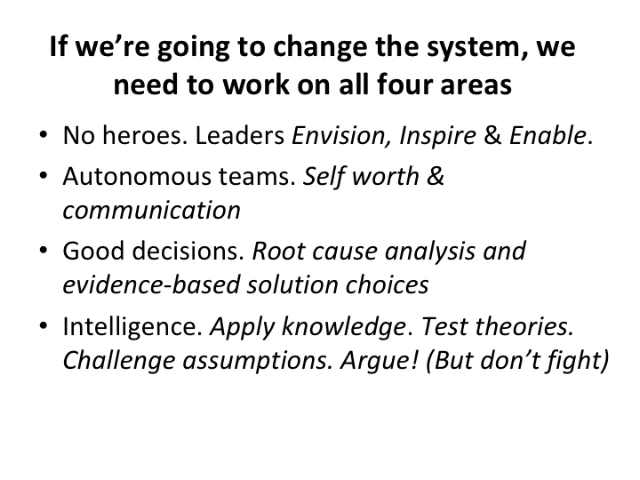 If we’re going to change the system, we
need to work on all four areas
• No heroes. Leaders Envision, Inspire & Enable.
• Autonomous teams. Self worth &
communication
• Good decisions. Root cause analysis and
evidence-based solution choices
• Intelligence. Apply knowledge. Test theories.
Challenge assumptions. Argue! (But don’t fight)